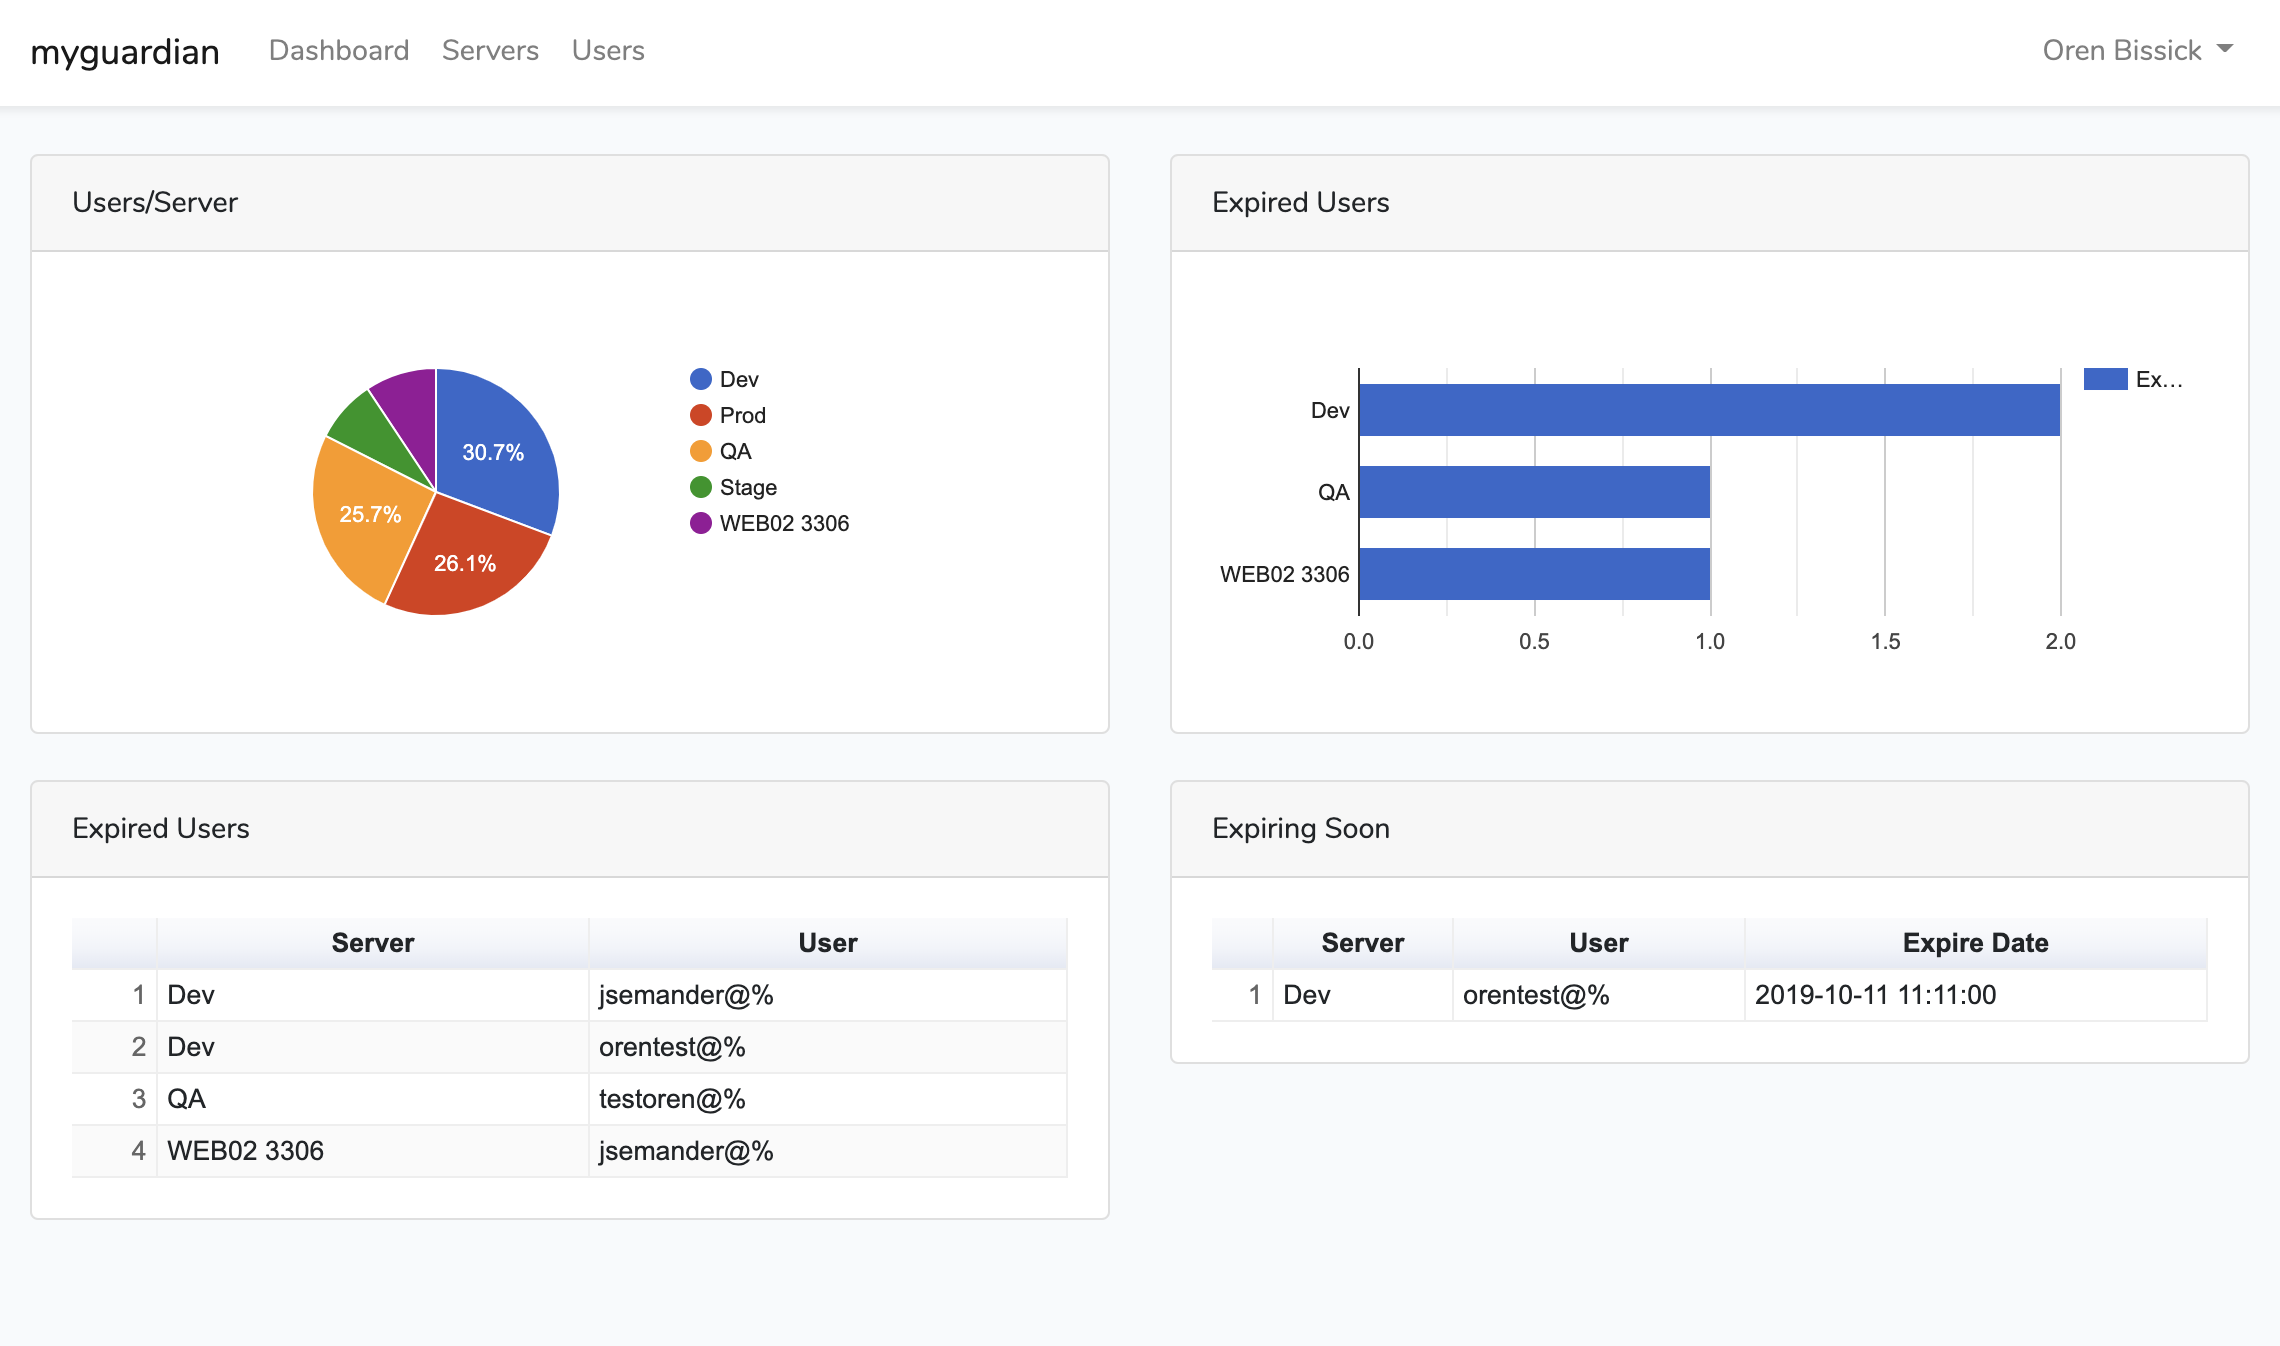 myguardian Dashboard Servers Users Oren Bissick
Users/Server
30.7%
25.7%
26.1%
Dev
Prod
QA
Stage
WEB02 3306
Expired Users
Dev
QA
WEB02 3306
0.0 0.5 1.0 1.5 2.0
Ex...
Expired Users
Server User
1 Dev jsemander@%
2 Dev orentest@%
3 QA testoren@%
4 WEB02 3306 jsemander@%
Expiring Soon
Server User Expire Date
1 Dev orentest@% 2019-10-11 11:11:00